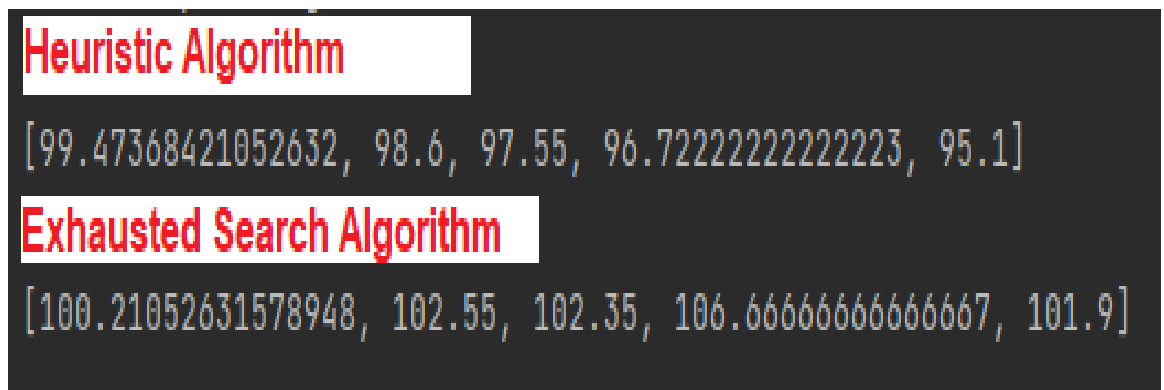 Heuristic Algorithm
[99.47368421052632, 98.6, 97.55, 96.72222222222223, 95.1]
Exhausted Search Algorithm
[100.21052631578948, 102.55, 102.35, 106.66666666666667, 101.9]